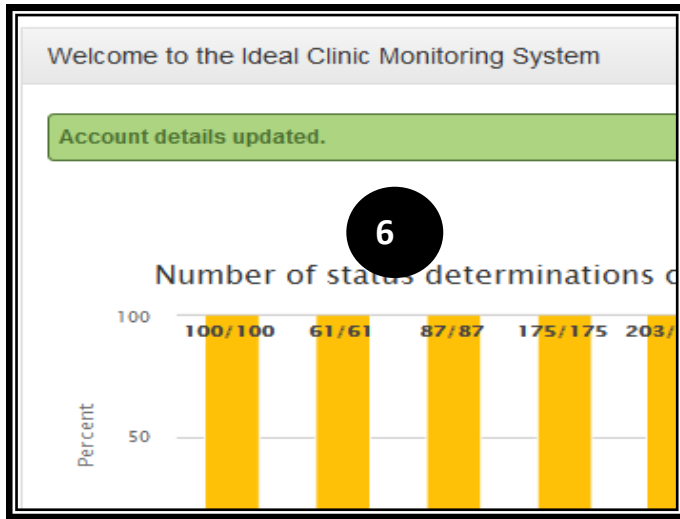 Welcome to the Ideal Clinic Monitoring System
Account details updated.
6
Number of status determinations
100
100/100 61/61 87/87 175/175 203/
Percent
50